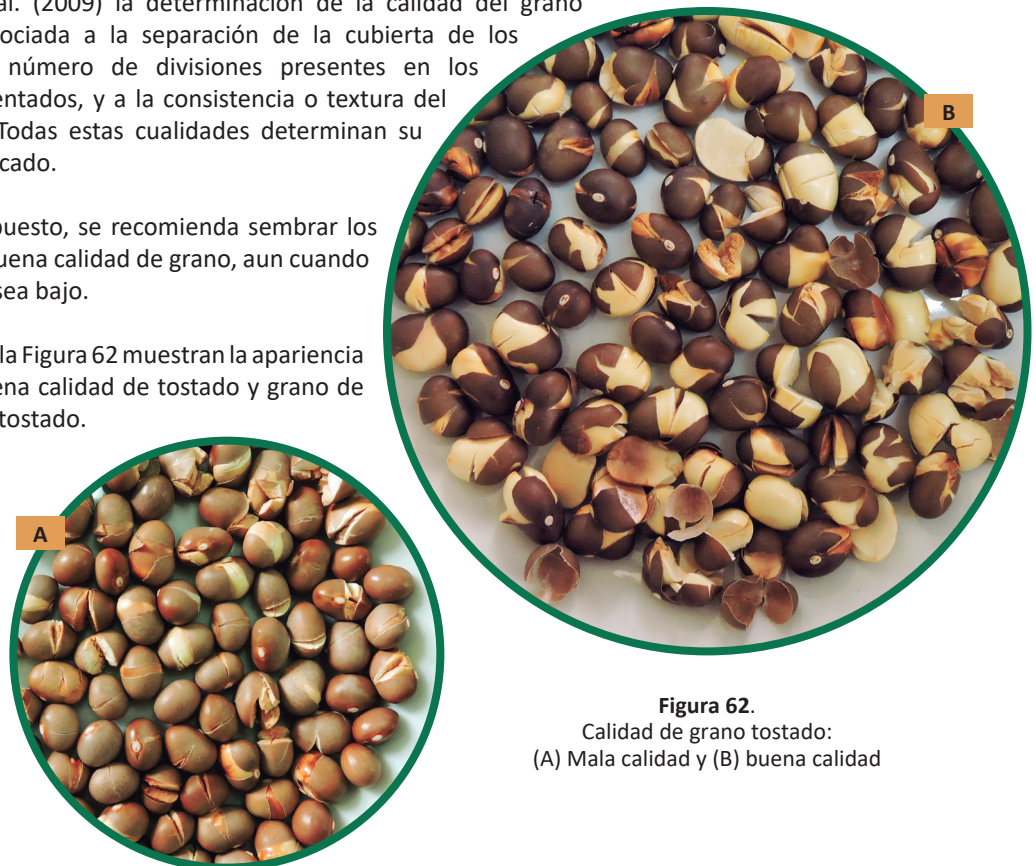 al. (2009) la determinación de la calidad del grano
ociada a la separación de la cubierta de los
número de divisiones presentes en los
entados, y a la consistencia o textura del
Todas estas cualidades determinan su
cado.
puesto, se recomienda sembrar los
uena calidad de grano, aun cuando
sea bajo.
la Figura 62 muestran la apariencia
ena calidad de tostado y grano de
tostado.
B
A
Figura 62.
Calidad de grano tostado:
(A) Mala calidad y (B) buena calidad